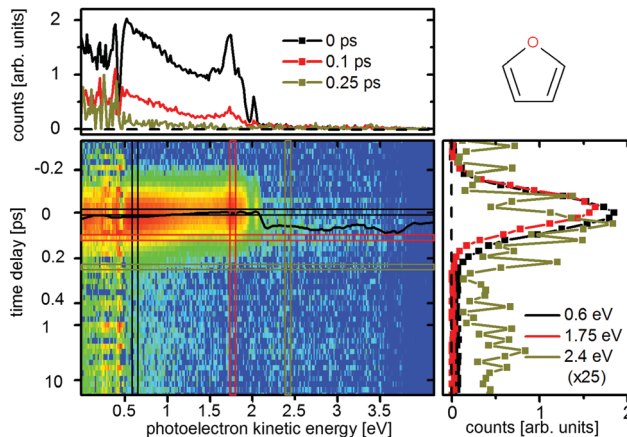 counts [arb. units]
2
1
0
0 ps
0.1 ps
0.25 ps
O
time delay [ps]
-0.2
0
0.2
0.4
1
10
0.5 1 1.5 2 2.5 3 3.5
photoelectron kinetic energy [eV]
0.6 eV
1.75 eV
2.4 eV
(x25)
0 1 2
counts [arb. units]